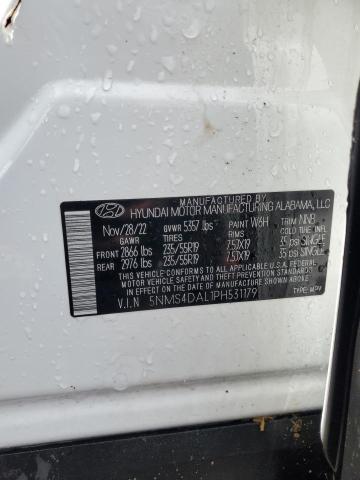 MANUFACTURED BY
HYUNDAI MOTOR MANUFACTURING ALABAMA, LLC
Nov/28/22 GVWR 5357 lbs PAINT W6H TRIM NNB
GAWR TIRES RIMS COLD TIRE INFL
FRONT 2866 lbs 235/55R19 7.5JX19 35 psi SINGLE
REAR 2976 lbs 235/55R19 7.5JX19 35 psi SINGLE
THIS VEHICLE CONFORMS TO ALL APPLICABLE
U.S.A. FEDERAL MOTOR VEHICLE SAFETY STANDARDS
IN EFFECT ON THE DATE OF
MANUFACTURE SHOWN ABOVE.
V.I.N 5NMS4DAL1PH531179 TYPE: MPV